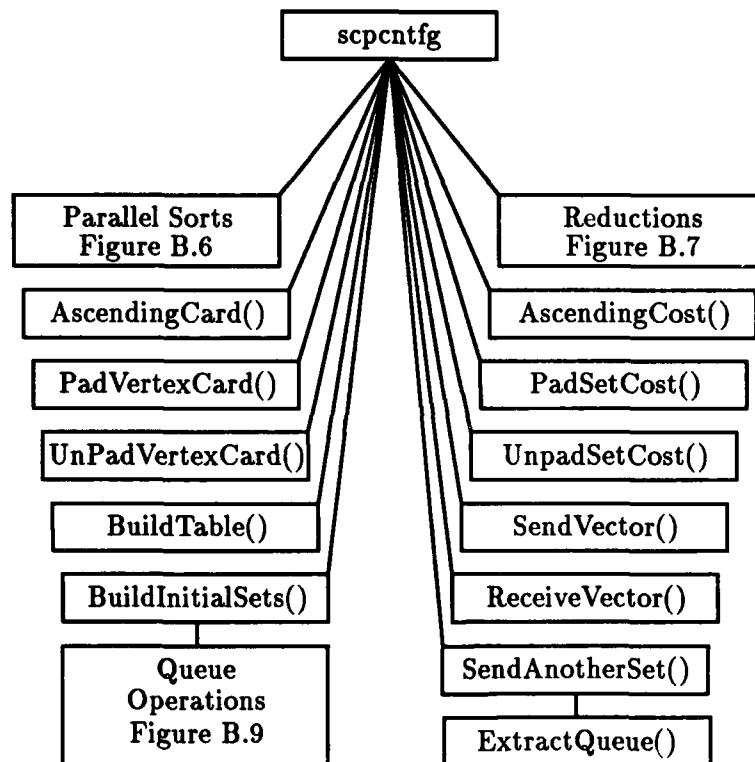 scpcntfg
Parallel Sorts
Figure B.6
Reductions
Figure B.7
AscendingCard()
AscendingCost()
PadVertexCard()
PadSetCost()
UnPadVertexCard()
UnpadSetCost()
BuildTable()
SendVector()
BuildInitialSets()
ReceiveVector()
Queue
Operations
Figure B.9
SendAnotherSet()
ExtractQueue()